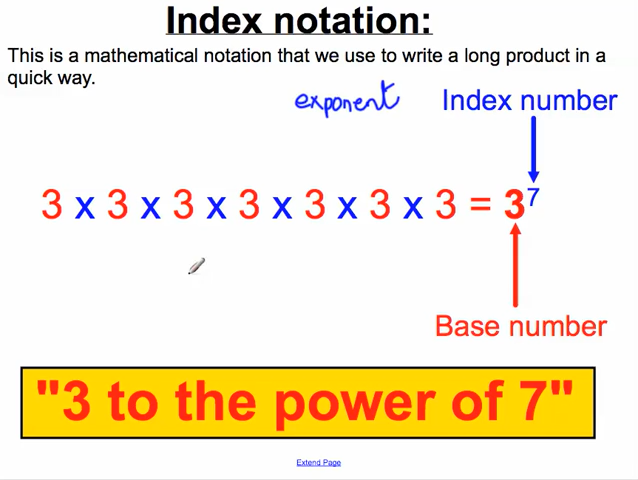 Index notation:
This is a mathematical notation that we use to write a long product in a
quick way.
exponent
Index number
3 x 3 x 3 x 3 x 3 x 3 x 3 = 3⁷
Base number
"3 to the power of 7"
Extend Page